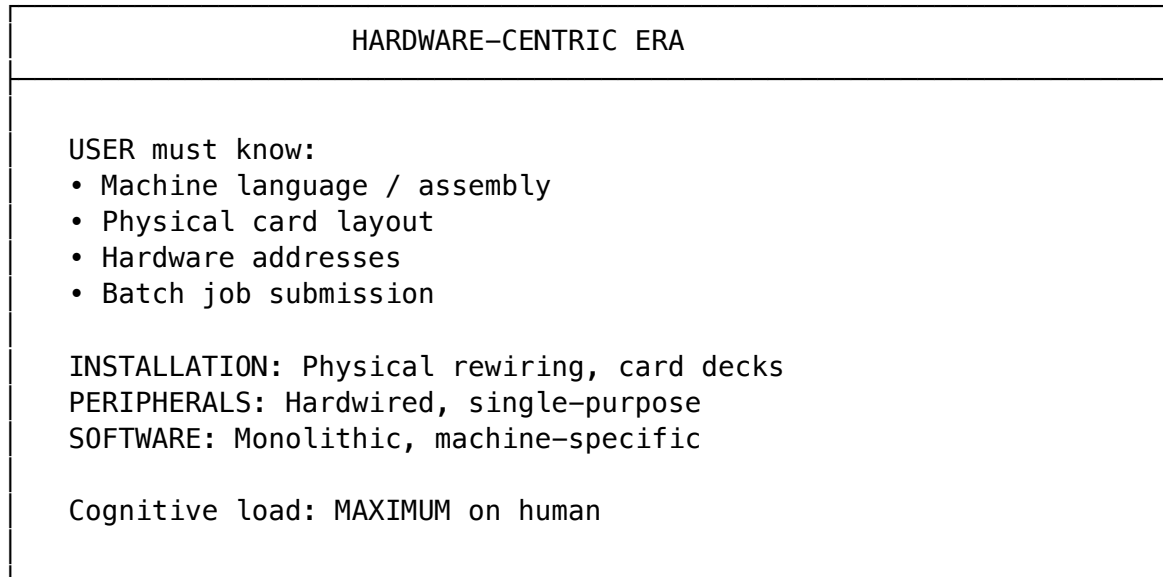 HARDWARE-CENTRIC ERA
USER must know:
• Machine language / assembly
• Physical card layout
• Hardware addresses
• Batch job submission
INSTALLATION: Physical rewiring, card decks
PERIPHERALS: Hardwired, single-purpose
SOFTWARE: Monolithic, machine-specific
Cognitive load: MAXIMUM on human